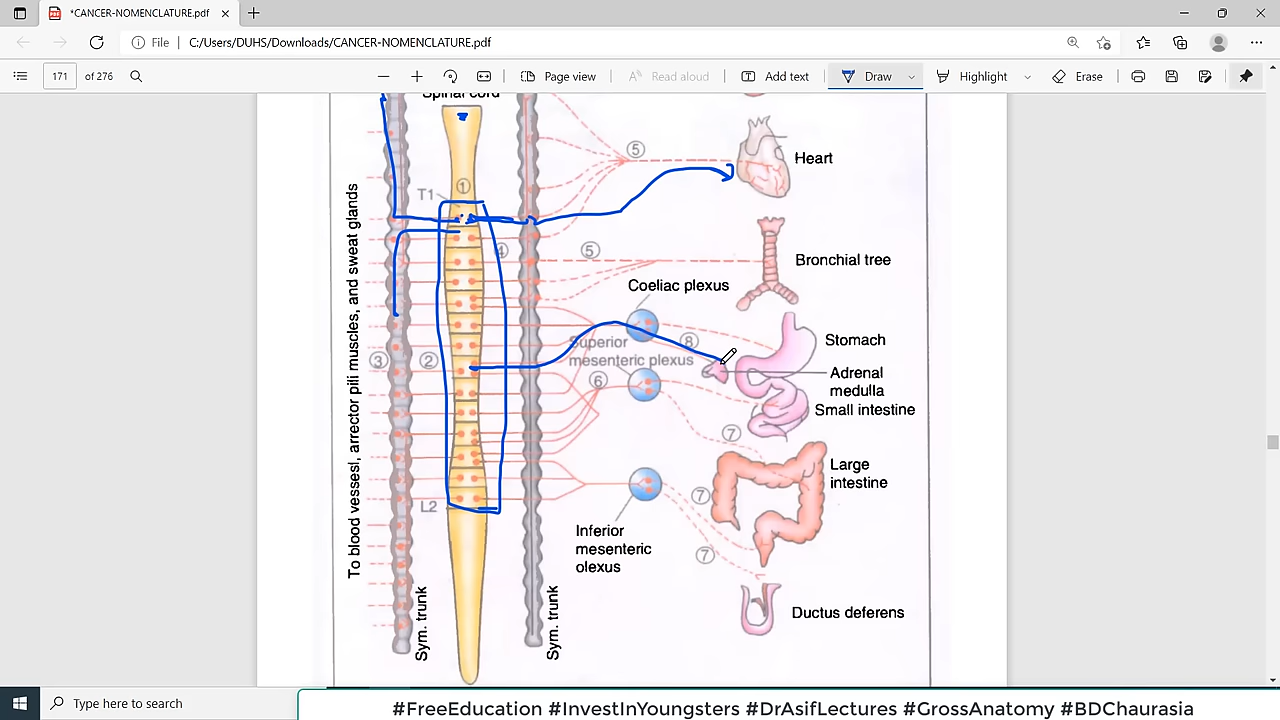 *CANCER-NOMENCLATURE.pdf
File
C:/Users/DUHS/Downloads/CANCER-NOMENCLATURE.pdf
171
of 276
Page view
Read aloud
Add text
Draw
Highlight
Erase
Spinal cord
5
Heart
1
T1
4
5
Bronchial tree
Coeliac plexus
8
Stomach
Superior
mesenteric plexus
3
2
6
Adrenal
medulla
Small intestine
7
Large
intestine
7
L2
Inferior
mesenteric
olexus
7
Ductus deferens
To blood vessesl, arrector pili muscles, and sweat glands
Sym. trunk
Sym. trunk
Type here to search
#FreeEducation #InvestInYoungsters #DrAsifLectures #GrossAnatomy #BDChaurasia